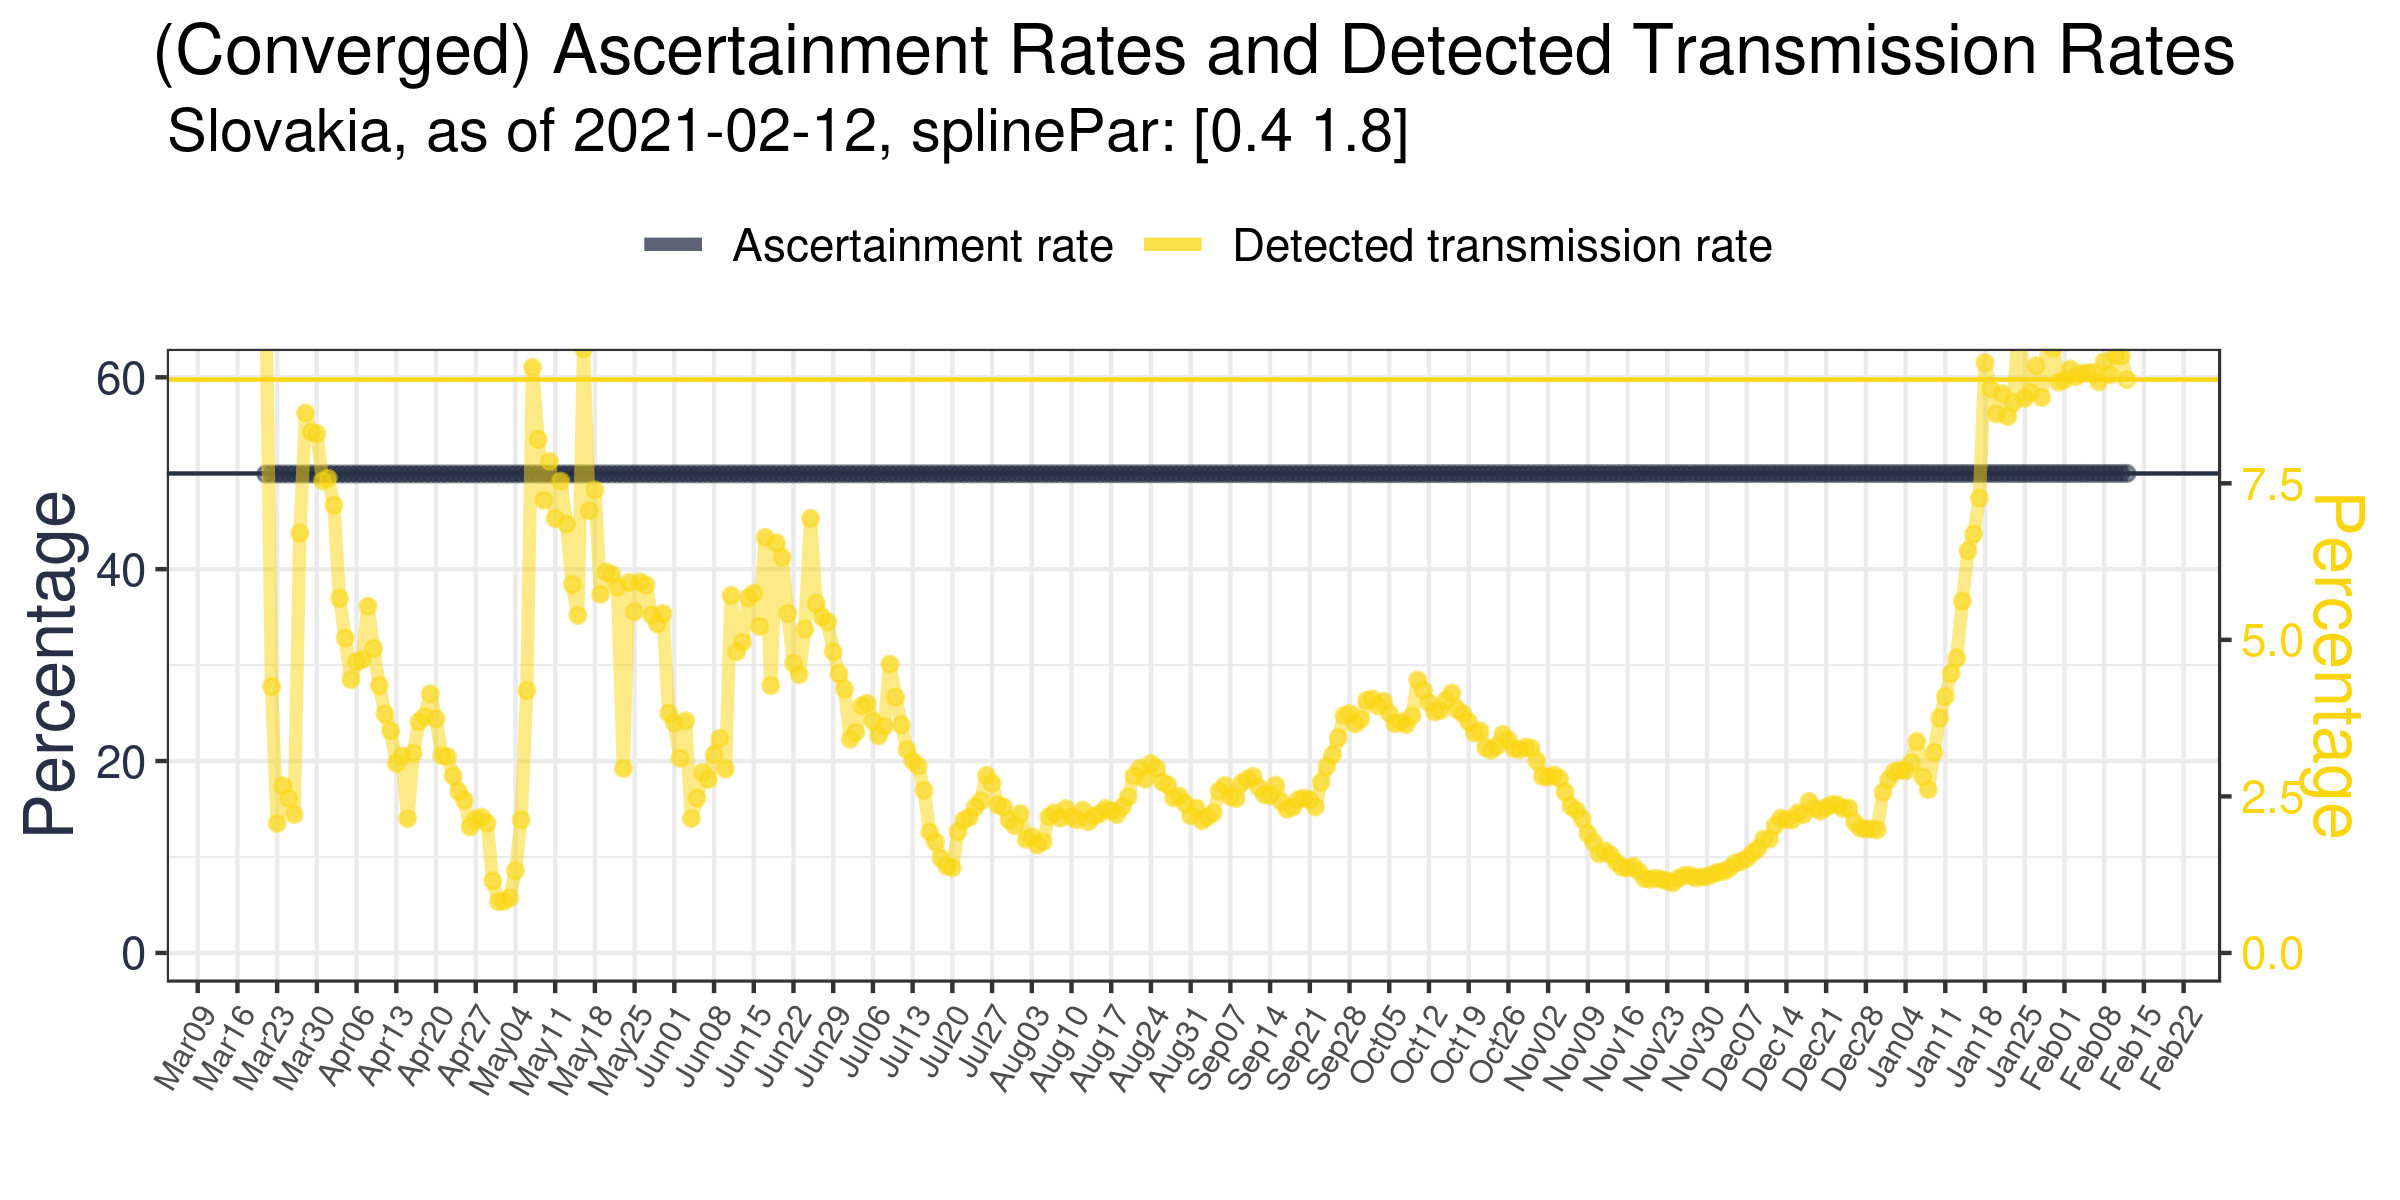 (Converged) Ascertainment Rates and Detected Transmission Rates
Slovakia, as of 2021-02-12, splinePar: [0.4 1.8]
Ascertainment rate
Detected transmission rate
Percentage
60
40
20
0
7.5
5.0
2.5
0.0
Percentage
Mar09
Mar16
Mar23
Mar30
Apr06
Apr13
Apr20
Apr27
May04
May11
May18
May25
Jun01
Jun08
Jun15
Jun22
Jun29
Jul06
Jul13
Jul20
Jul27
Aug03
Aug10
Aug17
Aug24
Aug31
Sep07
Sep14
Sep21
Sep28
Oct05
Oct12
Oct19
Oct26
Nov02
Nov09
Nov16
Nov23
Nov30
Dec07
Dec14
Dec21
Dec28
Jan04
Jan11
Jan18
Jan25
Feb01
Feb08
Feb15
Feb22